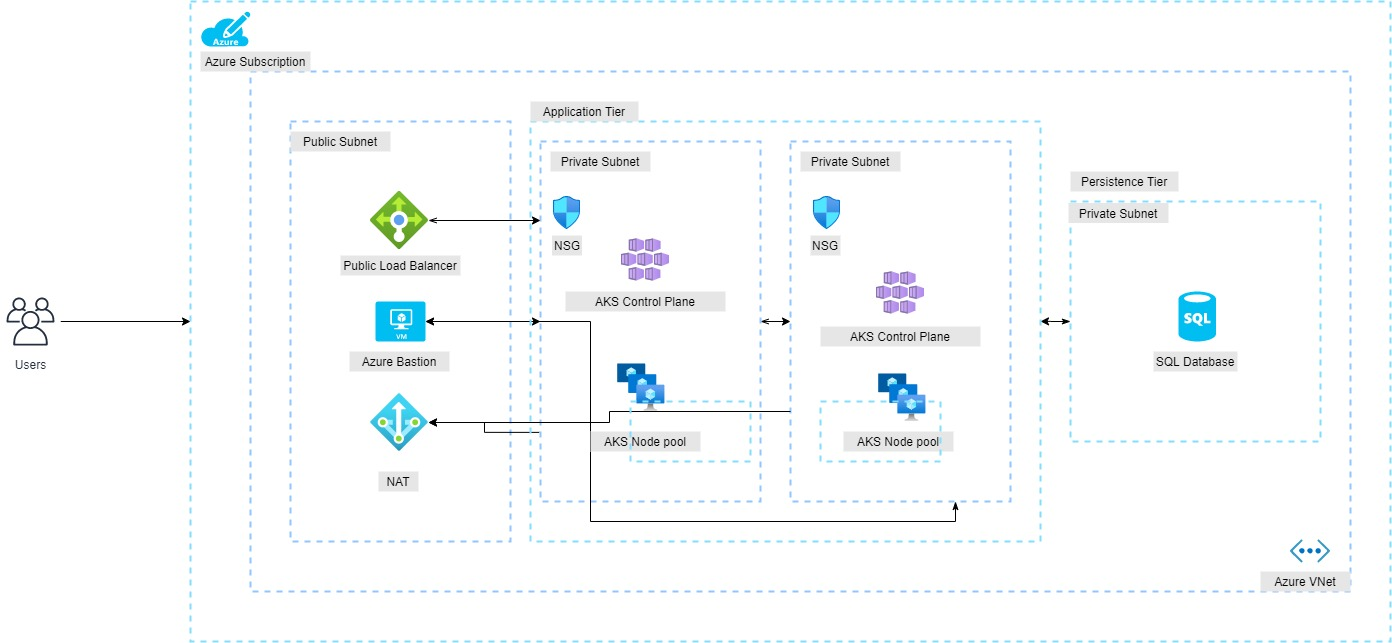 Azure
Azure Subscription
Application Tier
Public Subnet
Private Subnet
Private Subnet
Persistence Tier
Private Subnet
NSG
NSG
Public Load Balancer
AKS Control Plane
AKS Control Plane
SQL
VM
Users
Azure Bastion
SQL Database
AKS Node pool
AKS Node pool
NAT
Azure VNet